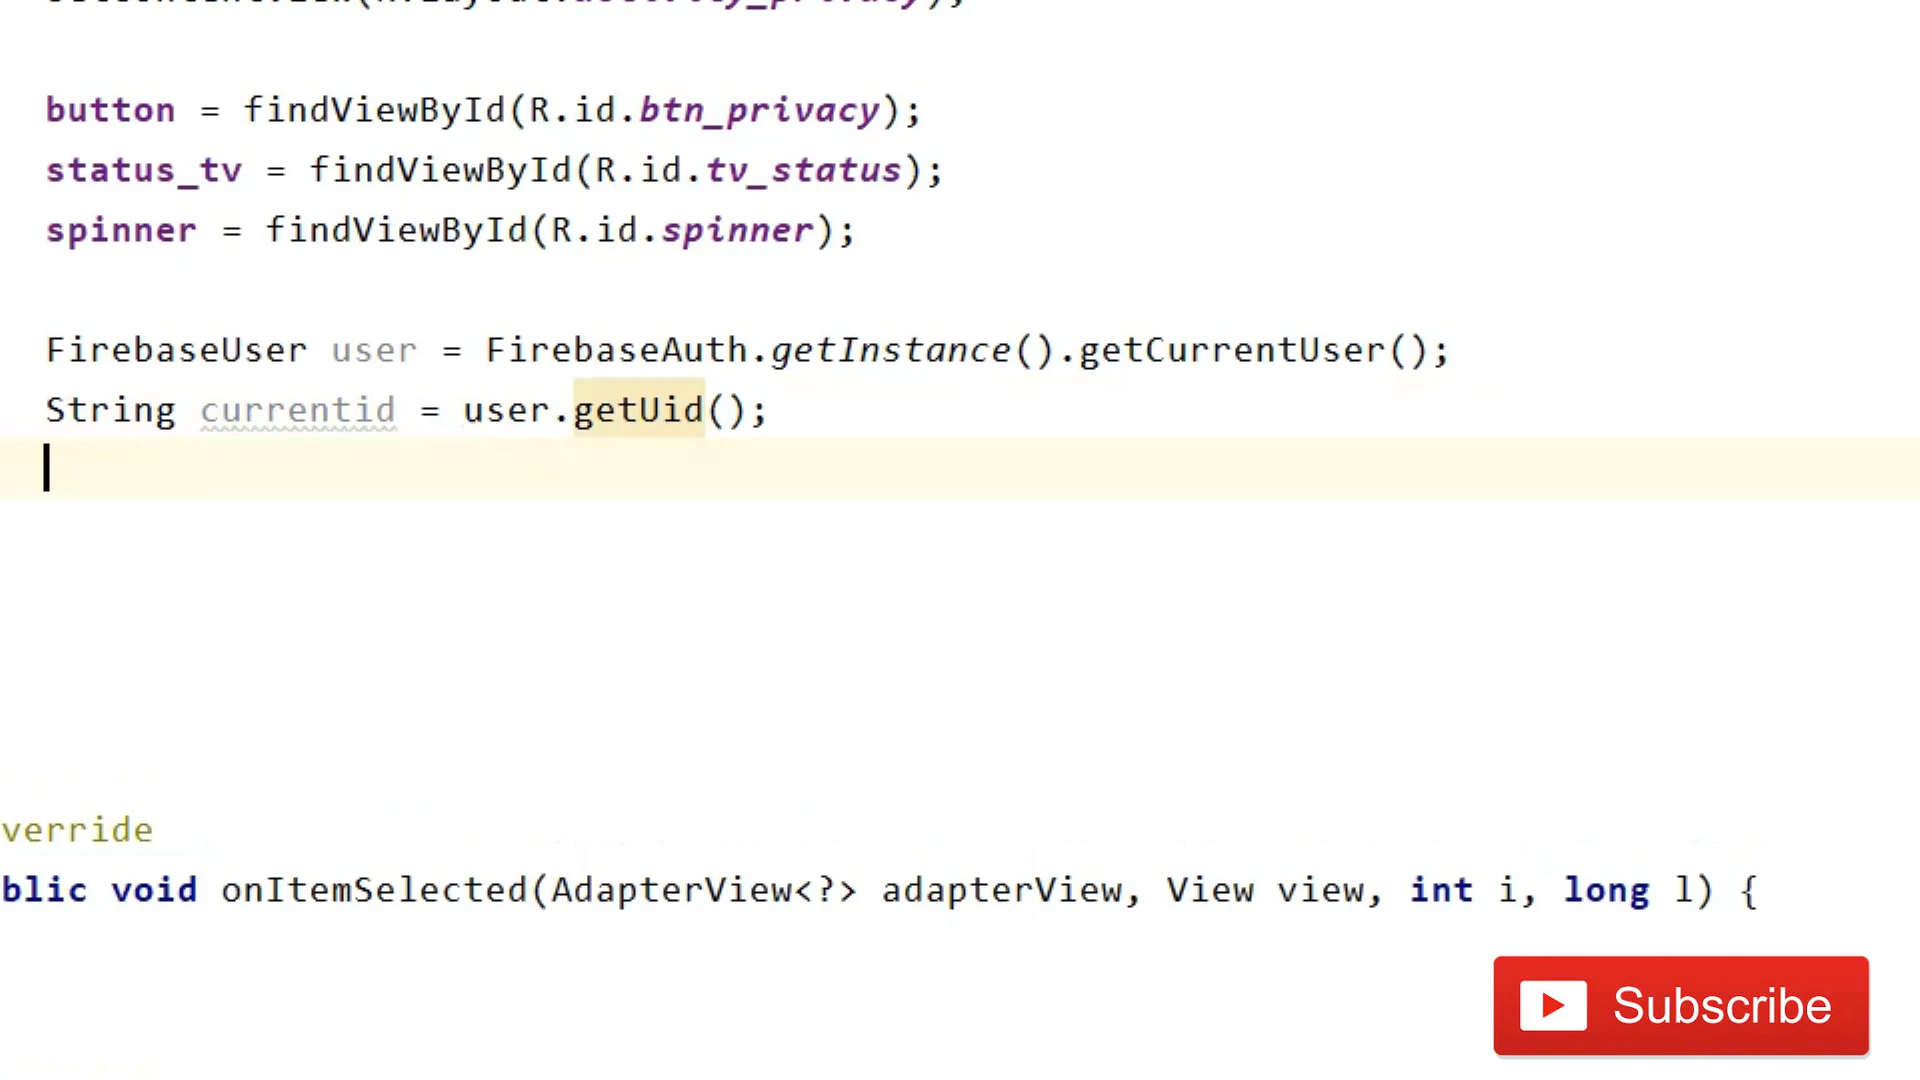 button = findViewById(R.id.btn_privacy);
status_tv = findViewById(R.id.tv_status);
spinner = findViewById(R.id.spinner);
FirebaseUser user = FirebaseAuth.getInstance().getCurrentUser();
String currentid = user.getUid();
verride
blic void onItemSelected(AdapterView<?> adapterView, View view, int i, long l) {
Subscribe